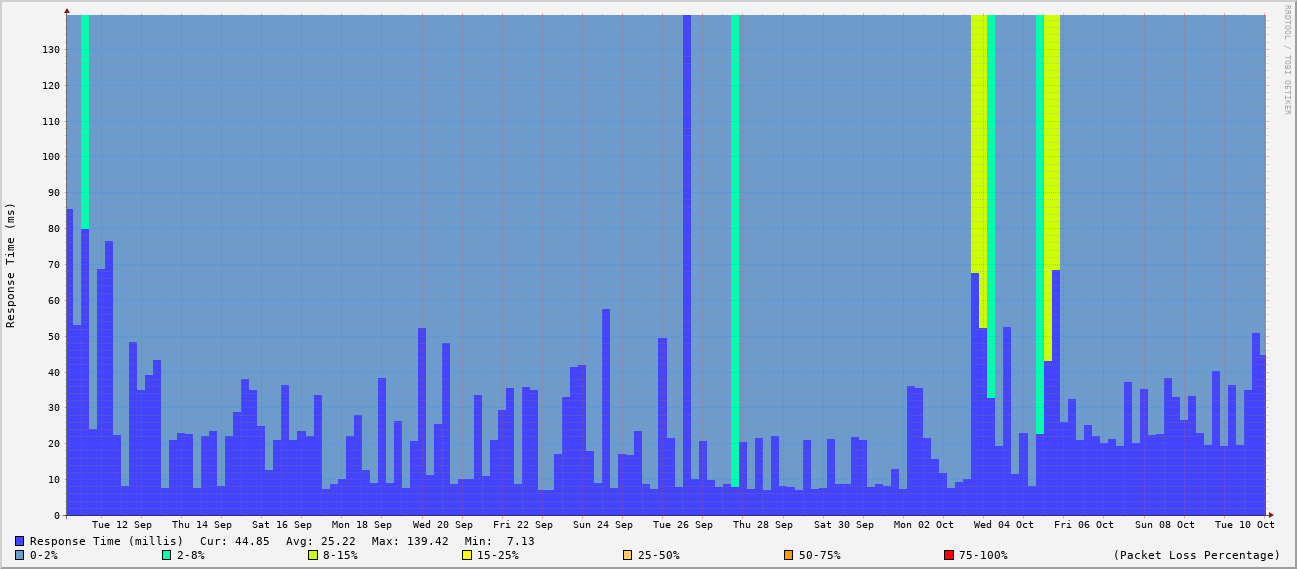 RRDTOOL / TOBI OETIKER
Response Time (ms)
130
120
110
100
90
80
70
60
50
40
30
20
10
0
Tue 12 Sep Thu 14 Sep Sat 16 Sep Mon 18 Sep Wed 20 Sep Fri 22 Sep Sun 24 Sep Tue 26 Sep Thu 28 Sep Sat 30 Sep Mon 02 Oct Wed 04 Oct Fri 06 Oct Sun 08 Oct Tue 10 Oct
Response Time (millis) Cur: 44.85 Avg: 25.22 Max: 139.42 Min: 7.13
0-2% 2-8% 8-15% 15-25% 25-50% 50-75% 75-100% (Packet Loss Percentage)